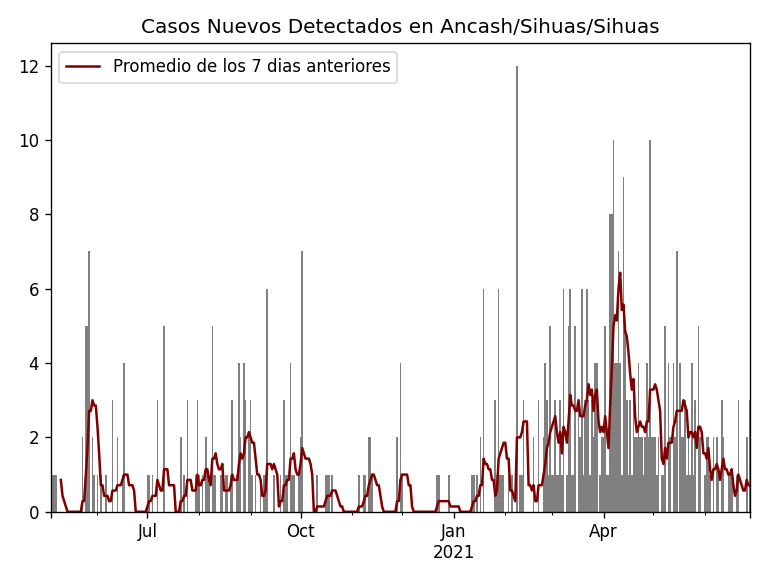 Casos Nuevos Detectados en Ancash/Sihuas/Sihuas
Promedio de los 7 dias anteriores
12
10
8
6
4
2
0
Jul
Oct
Jan
2021
Apr